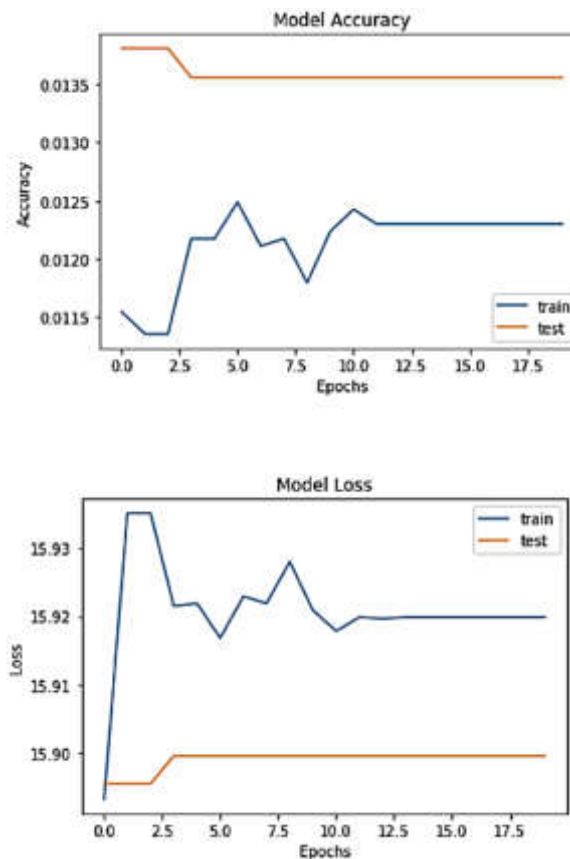 Model Accuracy
0.0135
0.0130
0.0125
0.0120
0.0115
Accuracy
train
test
0.0 2.5 5.0 7.5 10.0 12.5 15.0 17.5
Epochs
Model Loss
15.93
15.92
15.91
15.90
Loss
train
test
0.0 2.5 5.0 7.5 10.0 12.5 15.0 17.5
Epochs